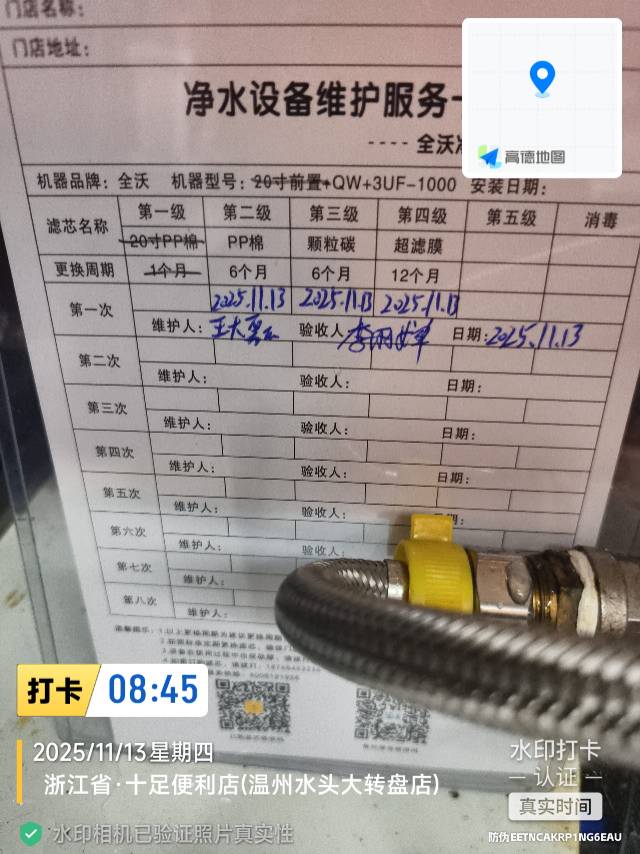 门店名称：
门店地址：
净水设备维护服务
---- 全沃
高德地图
机器品牌：全沃 机器型号：20寸前置+QW+3UF-1000 安装日期：
滤芯名称 第一级 第二级 第三级 第四级 第五级 消毒
20寸PP棉 PP棉 颗粒碳 超滤膜
更换周期 1个月 6个月 6个月 12个月
第一次 2025.11.13 2025.11.13 2025.11.13
维护人： 验收人 日期：2025.11.13
第二次
维护人： 验收人： 日期：
第三次
维护人： 验收人： 日期：
第四次
维护人： 验收人： 日期：
第五次
维护人： 验收人： 日期：
第六次
维护人： 验收人：
第七次
维护人：
第八次
维护人：
打卡 08:45
2025/11/13 星期四
浙江省·十足便利店(温州水头大转盘店)
水印相机已验证照片真实性
水印打卡
认证
真实时间
防伪EETNCAKRP1NG6EAU